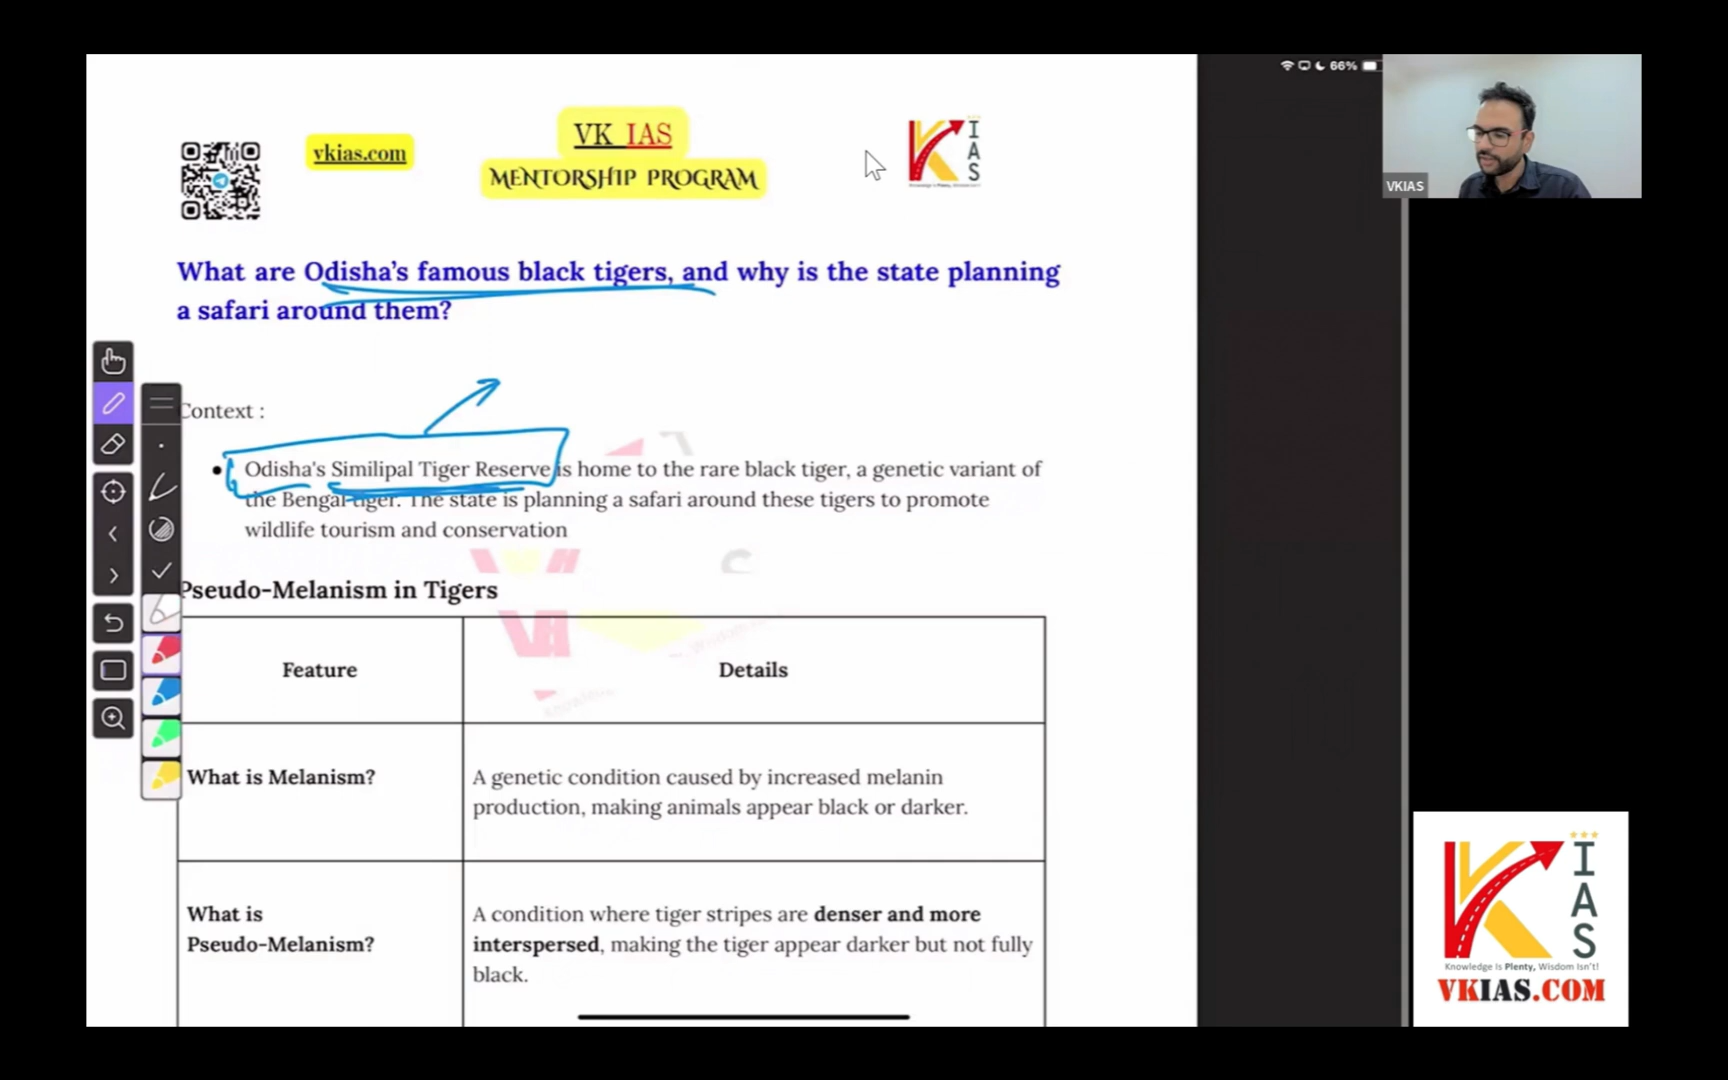 66%
vkias.com
VK IAS
MENTORSHIP PROGRAM
IAS
VKIAS
What are Odisha's famous black tigers, and why is the state planning
a safari around them?
Context :
Odisha's Similipal Tiger Reserve is home to the rare black tiger, a genetic variant of
the Bengal tiger. The state is planning a safari around these tigers to promote
wildlife tourism and conservation
Pseudo-Melanism in Tigers
Feature
Details
What is Melanism?
A genetic condition caused by increased melanin
production, making animals appear black or darker.
What is
Pseudo-Melanism?
A condition where tiger stripes are denser and more
interspersed, making the tiger appear darker but not fully
black.
IAS
Knowledge Is Plenty, Wisdom Isn't!
VKIAS.COM